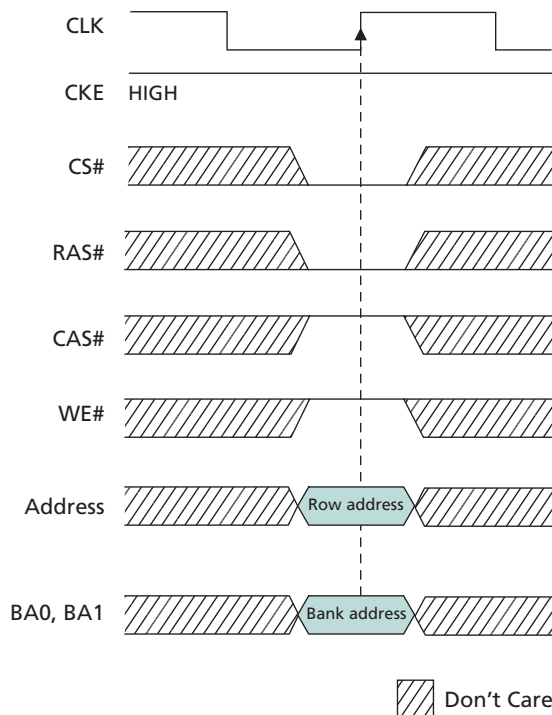 CLK
CKE HIGH
CS#
RAS#
CAS#
WE#
Address Row address
BA0, BA1 Bank address
Don't Care